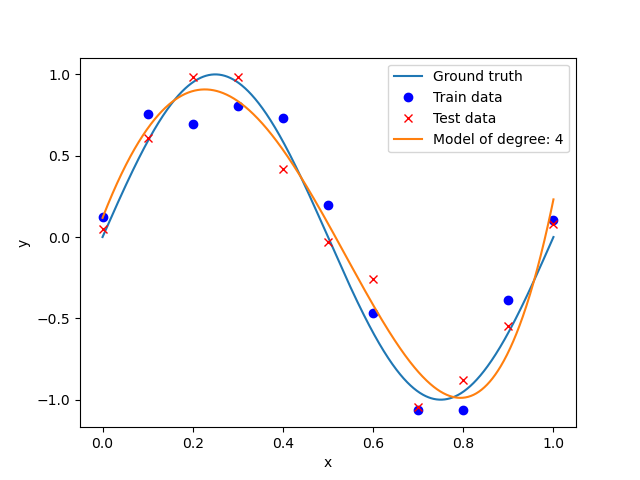 Ground truth
Train data
Test data
Model of degree: 4
1.0
0.5
0.0
−0.5
−1.0
y
0.0 0.2 0.4 0.6 0.8 1.0
x